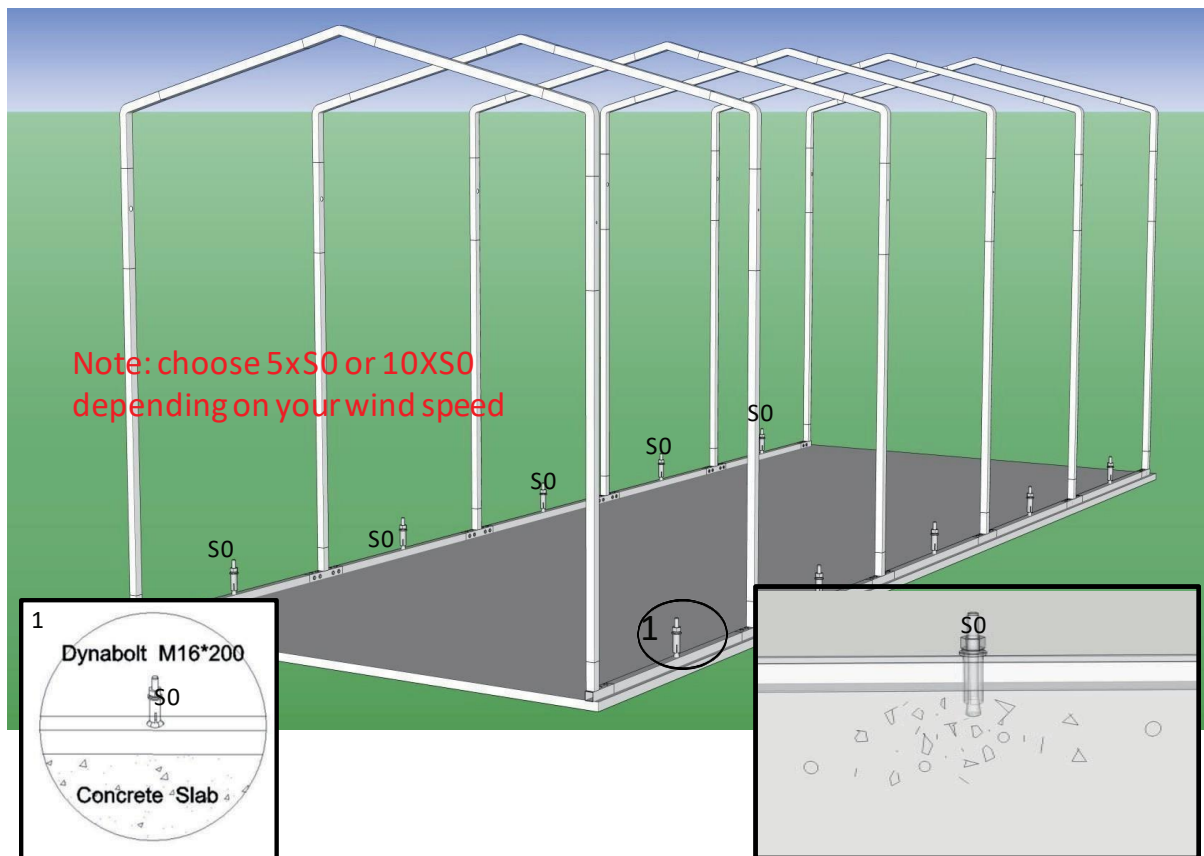 Note: choose 5xS0 or 10XS0
depending on your wind speed
S0
S0
S0
S0
S0
1
1
Dynabolt M16*200
S0
Concrete Slab
S0